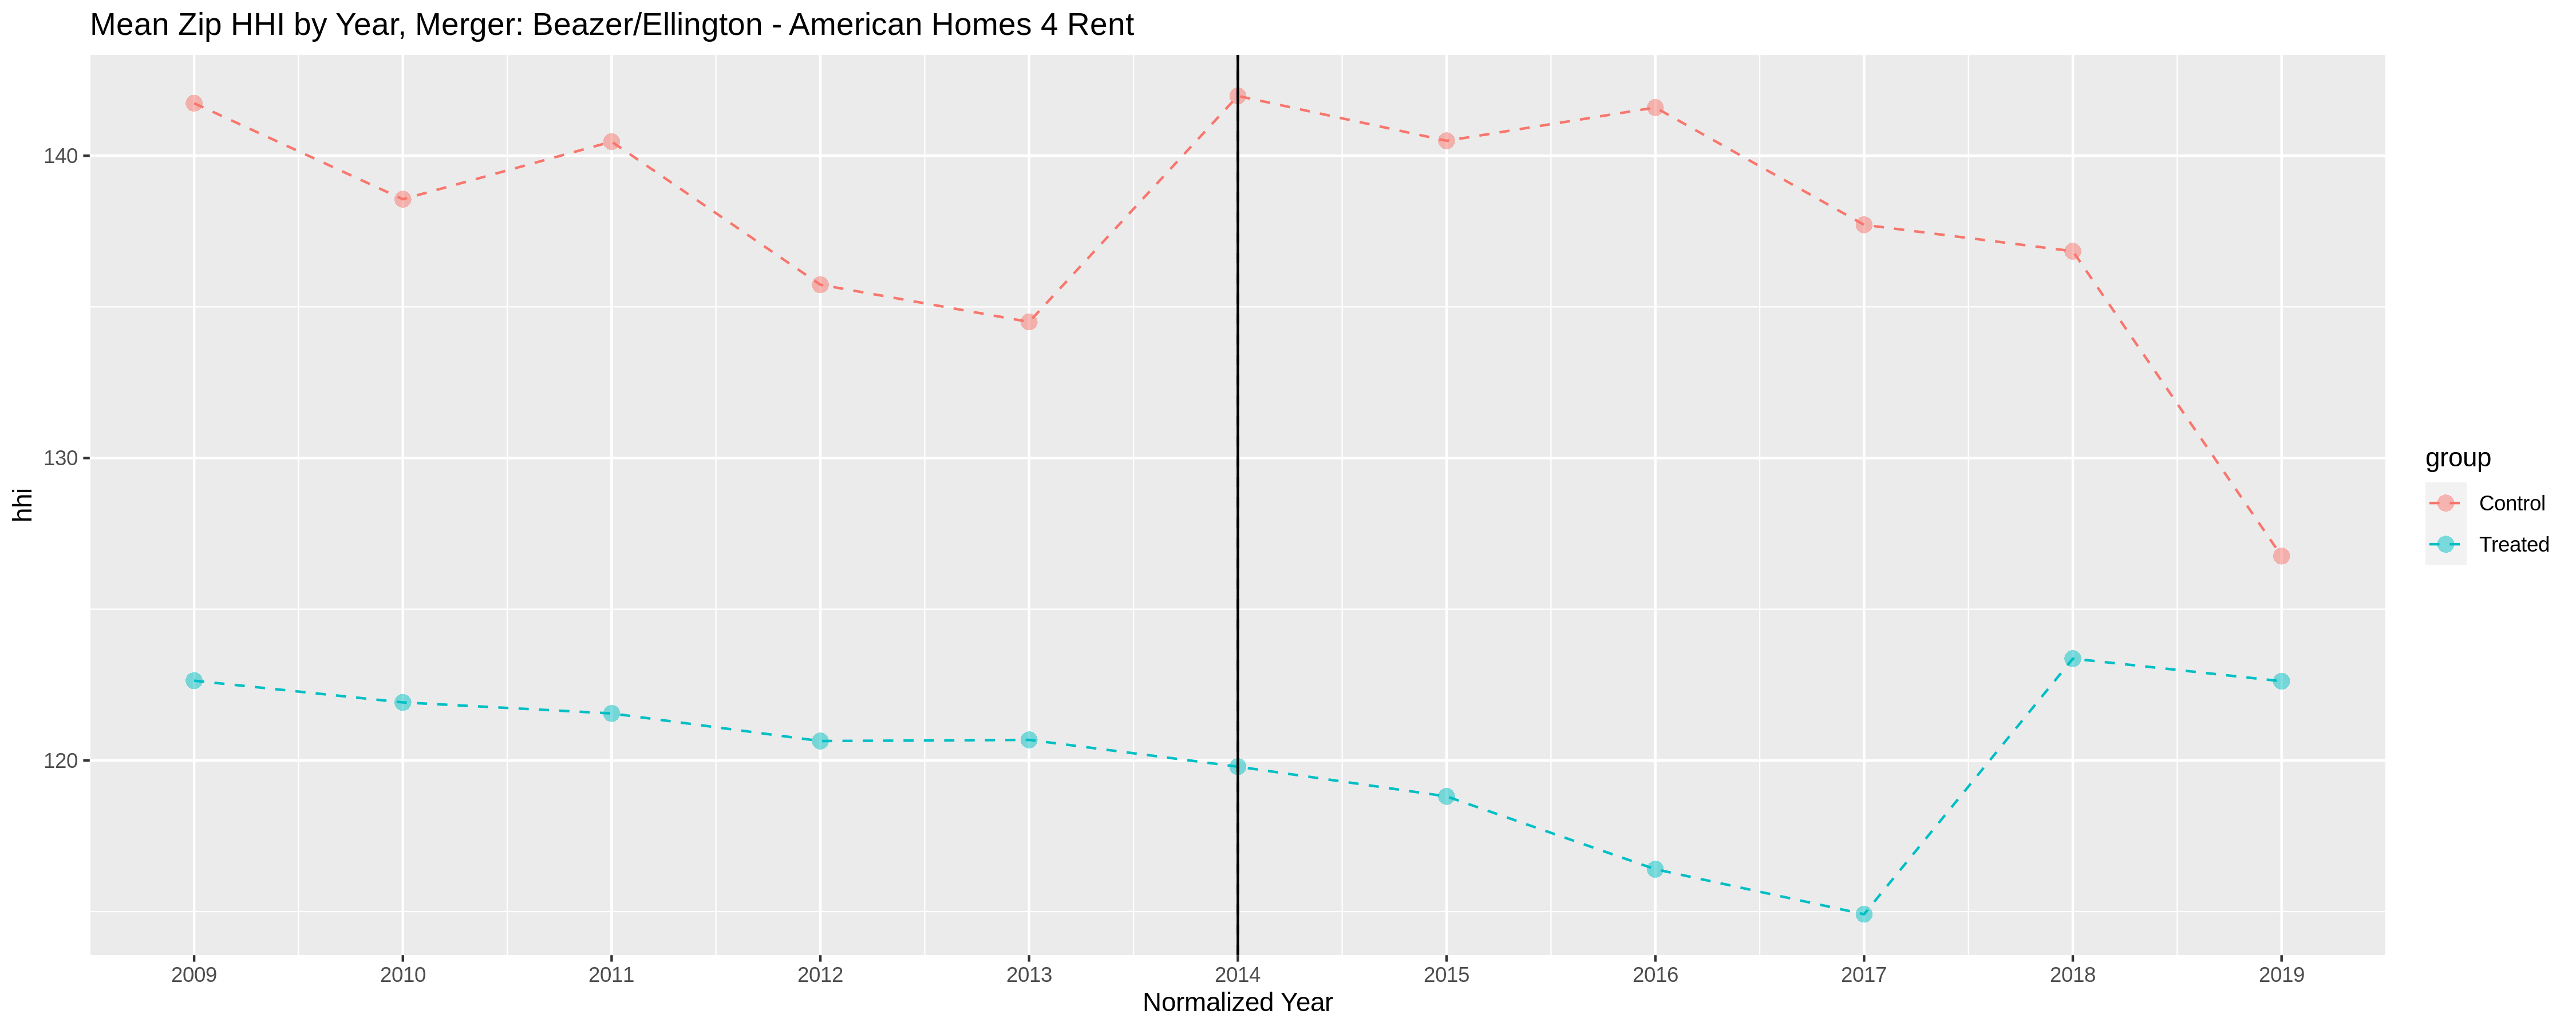 Mean Zip HHI by Year, Merger: Beazer/Ellington - American Homes 4 Rent
hhi
140
130
120
2009 2010 2011 2012 2013 2014 2015 2016 2017 2018 2019
Normalized Year
group
Control
Treated